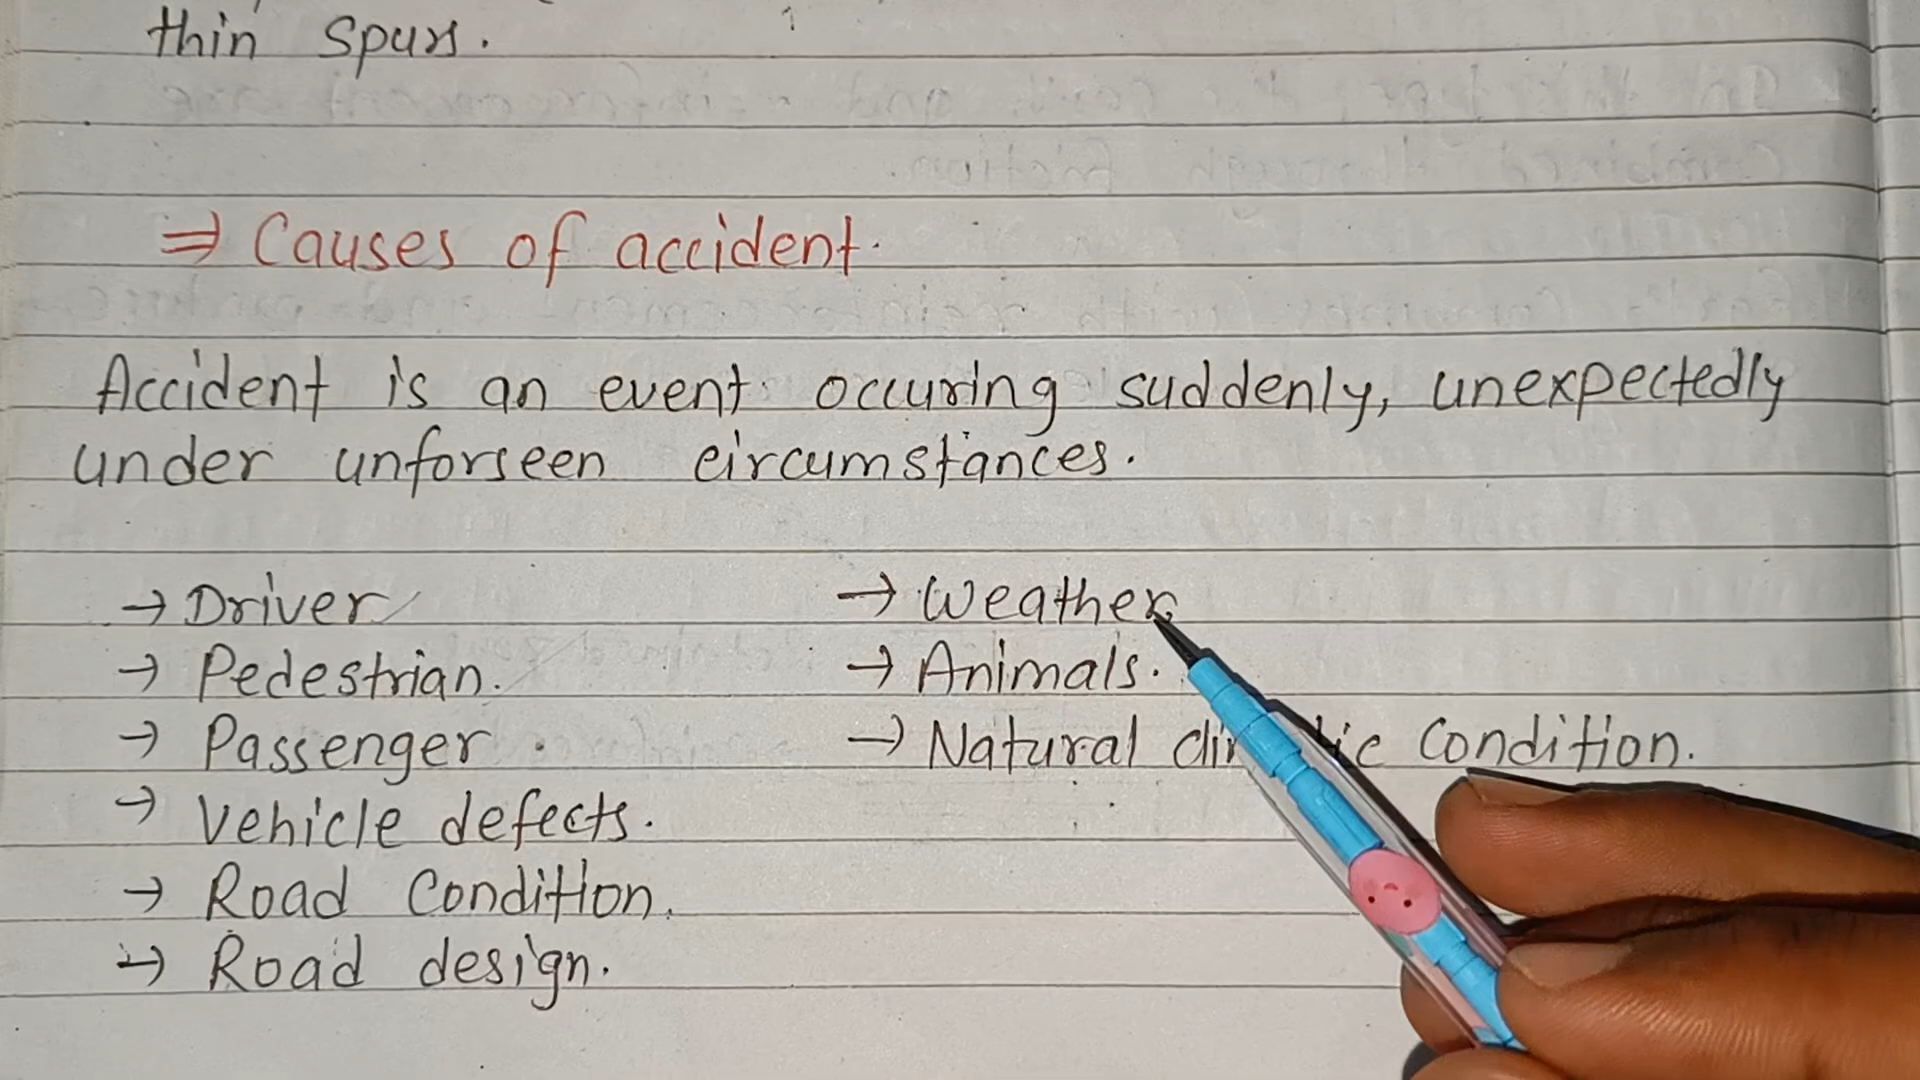 thin spurs.
⇒ Causes of accident.
Accident is an event occuring suddenly, unexpectedly
under unforseen circumstances.
→ Driver
→ Pedestrian.
→ Passenger.
→ Vehicle defects.
→ Road Condition.
→ Road design.
→ Weather
→ Animals.
→ Natural Condition.